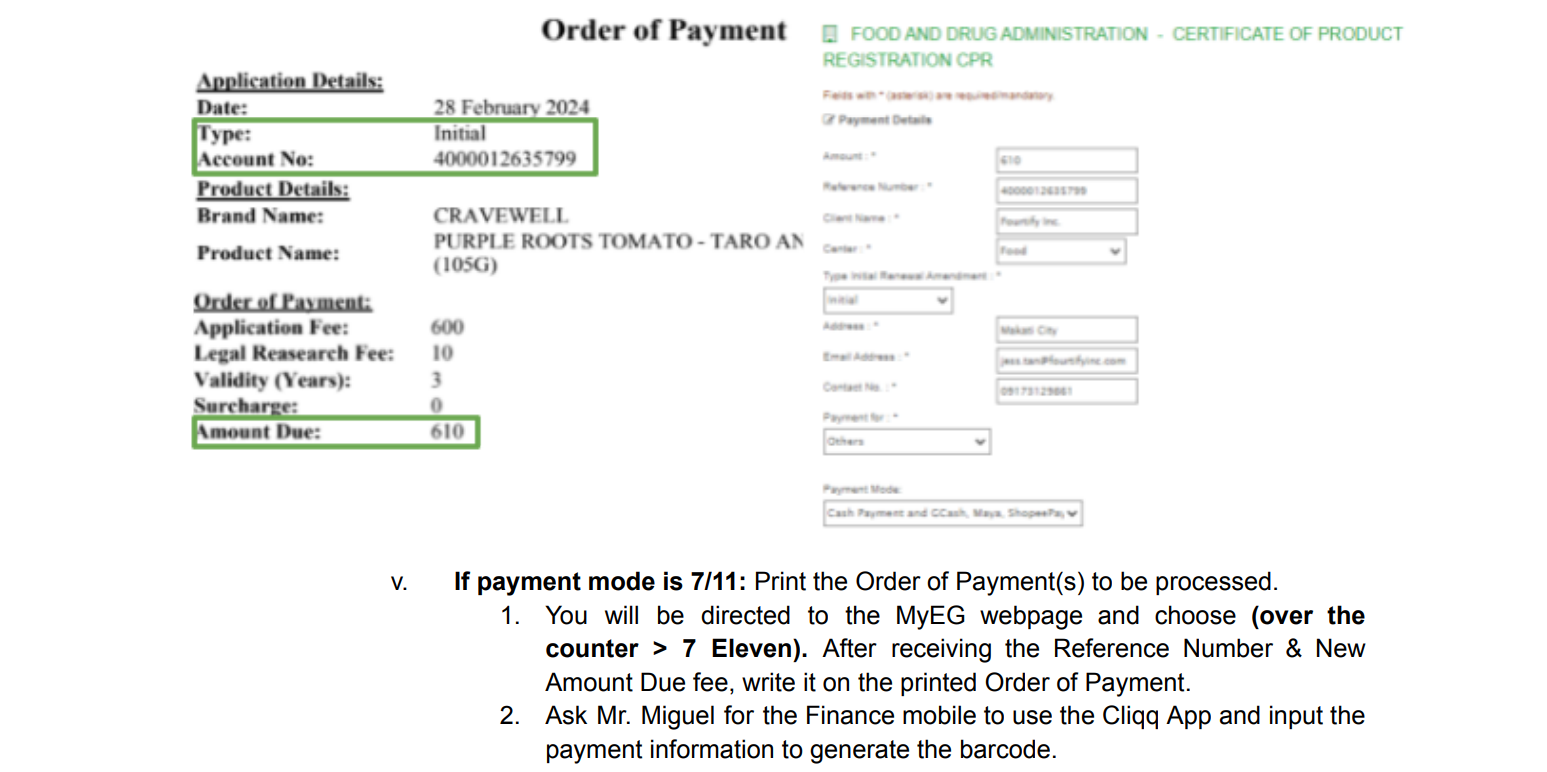 Order of Payment
Application Details:
Date: 28 February 2024
Type: Initial
Account No: 4000012635799
Product Details:
Brand Name: CRAVEWELL
Product Name: PURPLE ROOTS TOMATO - TARO AN
(105G)
Order of Payment:
Application Fee: 600
Legal Reasearch Fee: 10
Validity (Years): 3
Surcharge: 0
Amount Due: 610
FOOD AND DRUG ADMINISTRATION - CERTIFICATE OF PRODUCT
REGISTRATION CPR
Fields with * (asterisk) are required/mandatory.
Payment Details
Amount : * 610
Reference Number : * 4000012635799
Client Name : * Fourtify Inc.
Center : * Food
Type Initial Renewal Amendment : *
Initial
Address : * Makati City
Email Address : * jess.tan@fourtifyinc.com
Contact No. : *
Payment for : *
Others
Payment Mode:
Cash Payment and GCash, Maya, ShopeePay
v. If payment mode is 7/11: Print the Order of Payment(s) to be processed.
1. You will be directed to the MyEG webpage and choose (over the
counter > 7 Eleven). After receiving the Reference Number & New
Amount Due fee, write it on the printed Order of Payment.
2. Ask Mr. Miguel for the Finance mobile to use the Cliqq App and input the
payment information to generate the barcode.